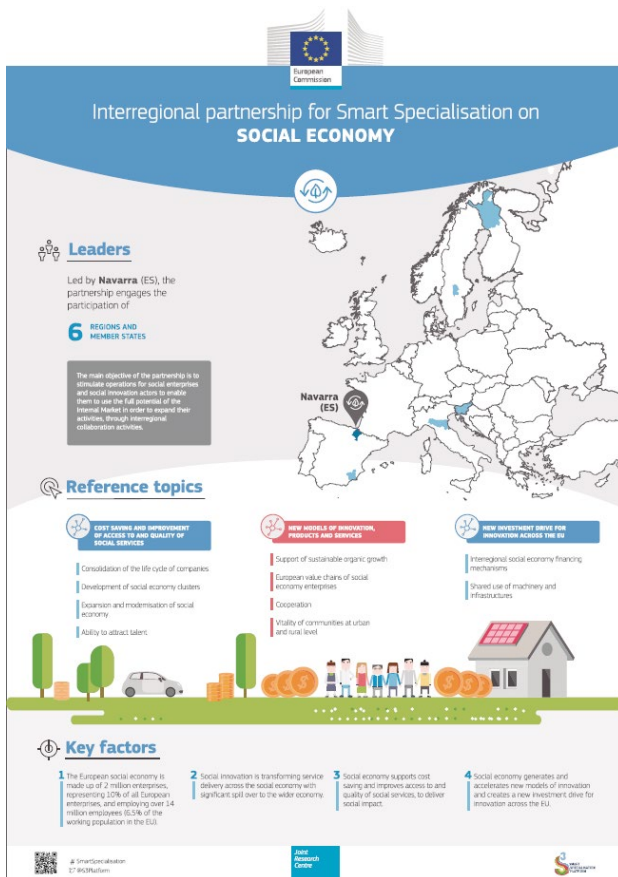 European
Commission
Interregional partnership for Smart Specialisation on
SOCIAL ECONOMY
Leaders
Led by Navarra (ES), the
partnership engages the
participation of
6 REGIONS AND
MEMBER STATES
The main objective of the partnership is to
stimulate operations for social enterprises
and social innovation actors to enable
them to use the full potential of the
Internal Market in order to expand their
activities, through interregional
collaboration activities.
Navarra
(ES)
Reference topics
COST SAVING AND IMPROVEMENT
OF ACCESS TO AND QUALITY OF
SOCIAL SERVICES
Consolidation of the life cycle of companies
Development of social economy clusters
Expansion and modernisation of social
economy
Ability to attract talent
NEW MODELS OF INNOVATION,
PRODUCTS AND SERVICES
Support of sustainable organic growth
European value chains of social
economy enterprises
Cooperation
Vitality of communities at urban
and rural level
NEW INVESTMENT DRIVE FOR
INNOVATION ACROSS THE EU
Interregional social economy financing
mechanisms
Shared use of machinery and
infrastructures
Key factors
1 The European social economy is
made up of 2 million enterprises,
representing 10% of all European
enterprises, and employing over 14
million employees (6.5% of the
working population in the EU).
2 Social innovation is transforming service
delivery across the social economy with
significant spill over to the wider economy.
3 Social economy supports cost
saving and improves access to and
quality of social services, to deliver
social impact.
4 Social economy generates and
accelerates new models of innovation
and creates a new investment drive for
innovation across the EU.
# SmartSpecialisation
@S3Platform
Joint
Research
Centre
S3
SMART
SPECIALISATION
PLATFORM